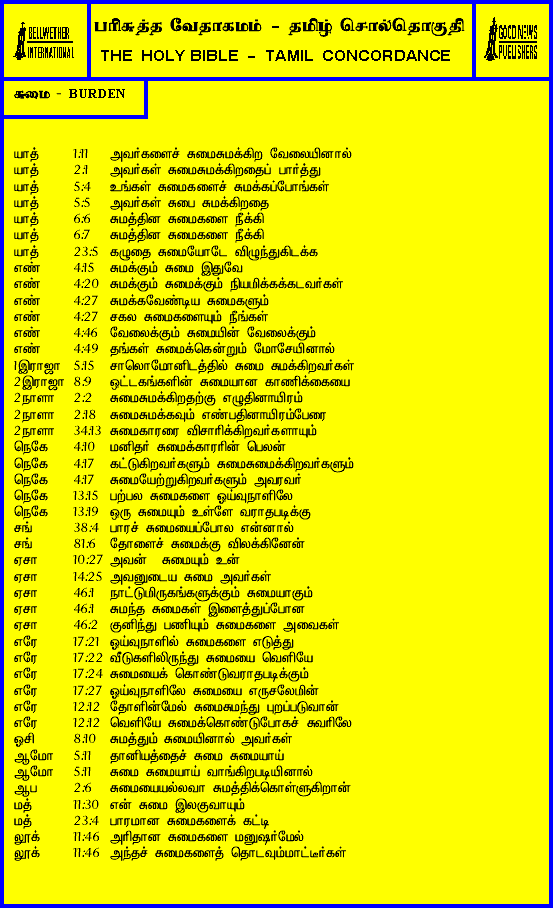 BELLWETHER
INTERNATIONAL
பரிசுத்த வேதாகமம் - தமிழ் சொல்தொகுதி
THE HOLY BIBLE - TAMIL CONCORDANCE
GOOD NEWS
PUBLISHERS
சுமை - BURDEN
யாத் 1:11 அவர்களைச் சுமைசுமக்கிற வேலையினால்
யாத் 2:1 அவர்கள் சுமைசுமக்கிறதைப் பார்த்து
யாத் 5:4 உங்கள் சுமைகளைச் சுமக்கப்போங்கள்
யாத் 5:5 அவர்கள் சுபை சுமக்கிறதை
யாத் 6:6 சுமத்தின சுமைகளை நீக்கி
யாத் 6:7 சுமத்தின சுமைகளை நீக்கி
யாத் 23:5 கழுதை சுமையோடே விழுந்துகிடக்க
எண் 4:15 சுமக்கும் சுமை இதுவே
எண் 4:20 சுமக்கும் சுமைக்கும் நியமிக்கக்கடவர்கள்
எண் 4:27 சுமக்கவேண்டிய சுமைகளும்
எண் 4:27 சகல சுமைகளையும் நீங்கள்
எண் 4:46 வேலைக்கும் சுமையின் வேலைக்கும்
எண் 4:49 தங்கள் சுமைக்கென்றும் மோசேயினால்
1இராஜா 5:15 சாலொமோனிடத்தில் சுமை சுமக்கிறவர்கள்
2இராஜா 8:9 ஒட்டகங்களின் சுமையான காணிக்கையை
2நாளா 2:2 சுமைசுமக்கிறதற்கு எழுதினாயிரம்
2நாளா 2:18 சுமைசுமக்கவும் எண்பதினாயிரம்பேரை
2நாளா 34:13 சுமைகாரரை விசாரிக்கிறவர்களாயும்
நெகே 4:10 மனிதர் சுமைக்காரரின் பெலன்
நெகே 4:17 கட்டுகிறவர்களும் சுமைசுமைக்கிறவர்களும்
நெகே 4:17 சுமையேற்றுகிறவர்களும் அவரவர்
நெகே 13:15 பற்பல சுமைகளை ஓய்வுநாளிலே
நெகே 13:19 ஒரு சுமையும் உள்ளே வராதபடிக்கு
சங் 38:4 பாரச் சுமையைப்போல என்னால்
சங் 81:6 தோளைச் சுமைக்கு விலக்கினேன்
ஏசா 10:27 அவன் சுமையும் உன்
ஏசா 14:25 அவனுடைய சுமை அவர்கள்
ஏசா 46:1 நாட்டுமிருகங்களுக்கும் சுமையாகும்
ஏசா 46:1 சுமந்த சுமைகள் இளைத்துப்போன
ஏசா 46:2 குனிந்து பணியும் சுமைகளை அவைகள்
எரே 17:21 ஓய்வுநாளில் சுமைகளை எடுத்து
எரே 17:22 வீடுகளிலிருந்து சுமையை வெளியே
எரே 17:24 சுமையைக் கொண்டுவராதபடிக்கும்
எரே 17:27 ஓய்வுநாளிலே சுமையை எருசலேமின்
எரே 12:12 தோளின்மேல் சுமைசுமந்து புறப்படுவான்
எரே 12:12 வெளியே சுமைக்கொண்டுபோகச் சுவரிலே
ஓசி 8:10 சுமத்தும் சுமையினால் அவர்கள்
ஆமோ 5:11 தானியத்தைச் சுமை சுமையாய்
ஆமோ 5:11 சுமை சுமையாய் வாங்கிறபடியினால்
ஆப 2:6 சுமையையல்லவா சுமத்திக்கொள்ளுகிறான்
மத் 11:30 என் சுமை இலகுவாயும்
மத் 23:4 பாரமான சுமைகளைக் கட்டி
லூக் 11:46 அரிதான சுமைகளை மனுஷர்மேல்
லூக் 11:46 அந்தச் சுமைகளைத் தொடவும்மாட்டீர்கள்